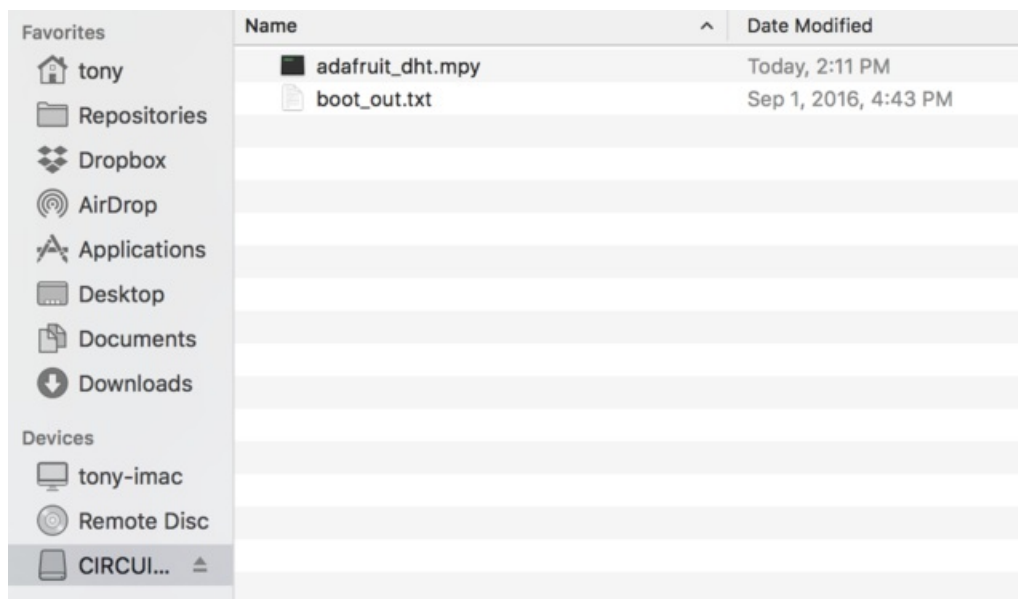 Favorites
tony
Repositories
Dropbox
AirDrop
Applications
Desktop
Documents
Downloads
Devices
tony-imac
Remote Disc
CIRCUI...
Name
Date Modified
adafruit_dht.mpy
Today, 2:11 PM
boot_out.txt
Sep 1, 2016, 4:43 PM